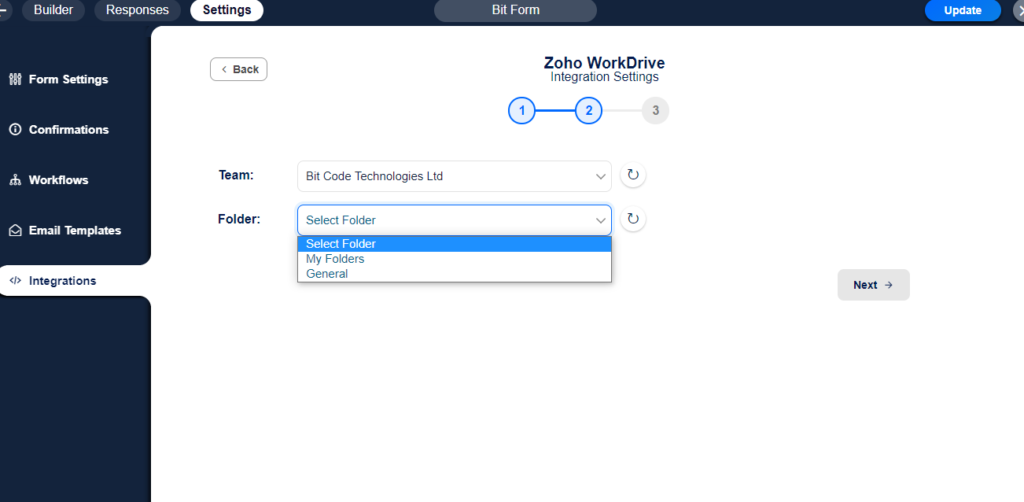 Builder Responses Settings Bit Form Update
Back
Zoho WorkDrive
Integration Settings
1 2 3
Form Settings
Confirmations
Workflows
Email Templates
Integrations
Team: Bit Code Technologies Ltd
Folder: Select Folder
Select Folder
My Folders
General
Next